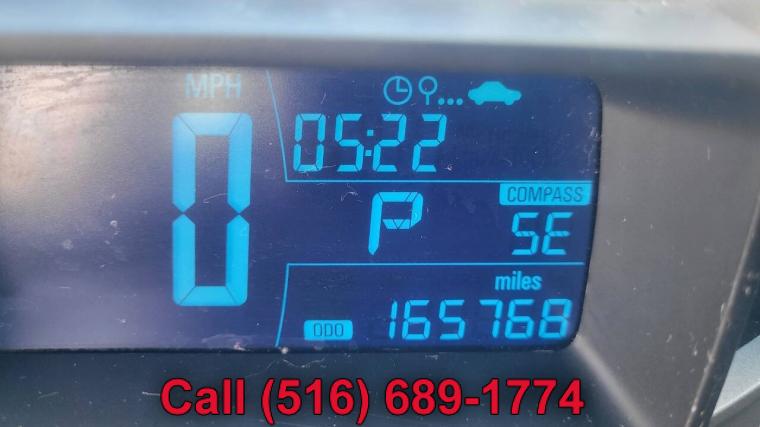 MPH
0
05:22
P
COMPASS
SE
miles
ODO 165768
Call (516) 689-1774